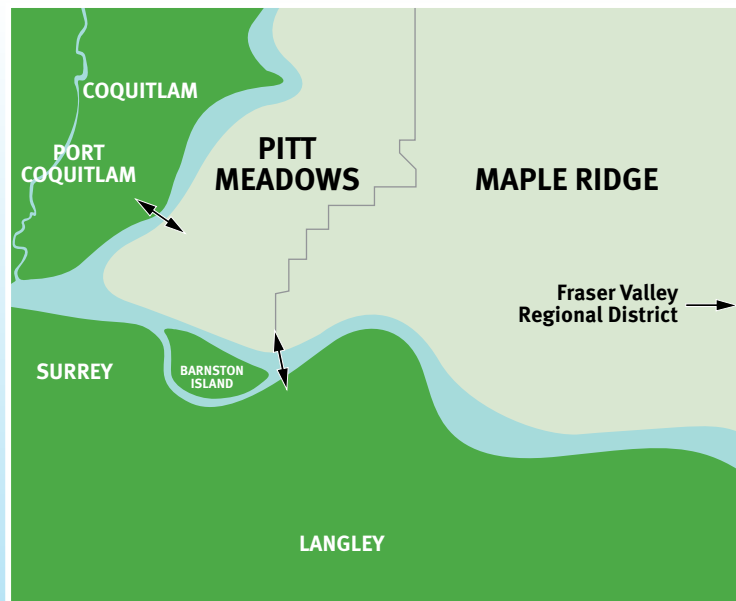 COQUITLAM
PORT
COQUITLAM
PITT
MEADOWS
MAPLE RIDGE
Fraser Valley
Regional District
SURREY
BARNSTON
ISLAND
LANGLEY